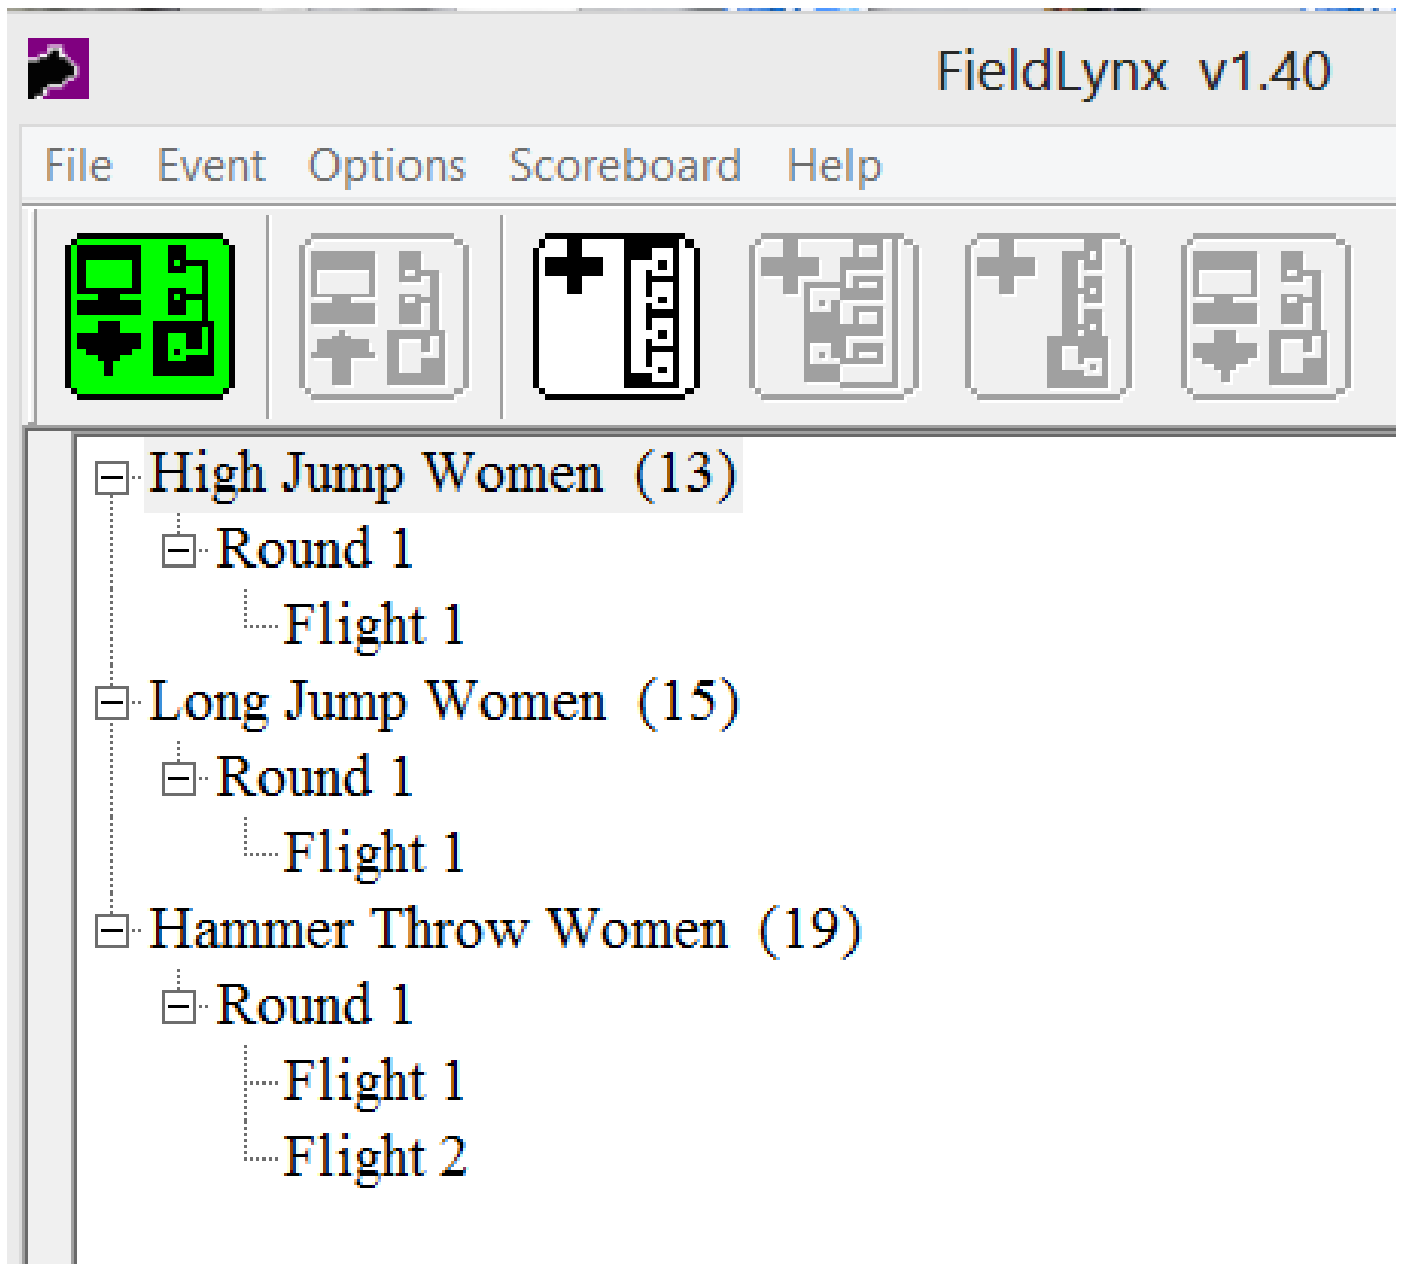 FieldLynx v1.40
File Event Options Scoreboard Help
High Jump Women (13)
Round 1
Flight 1
Long Jump Women (15)
Round 1
Flight 1
Hammer Throw Women (19)
Round 1
Flight 1
Flight 2